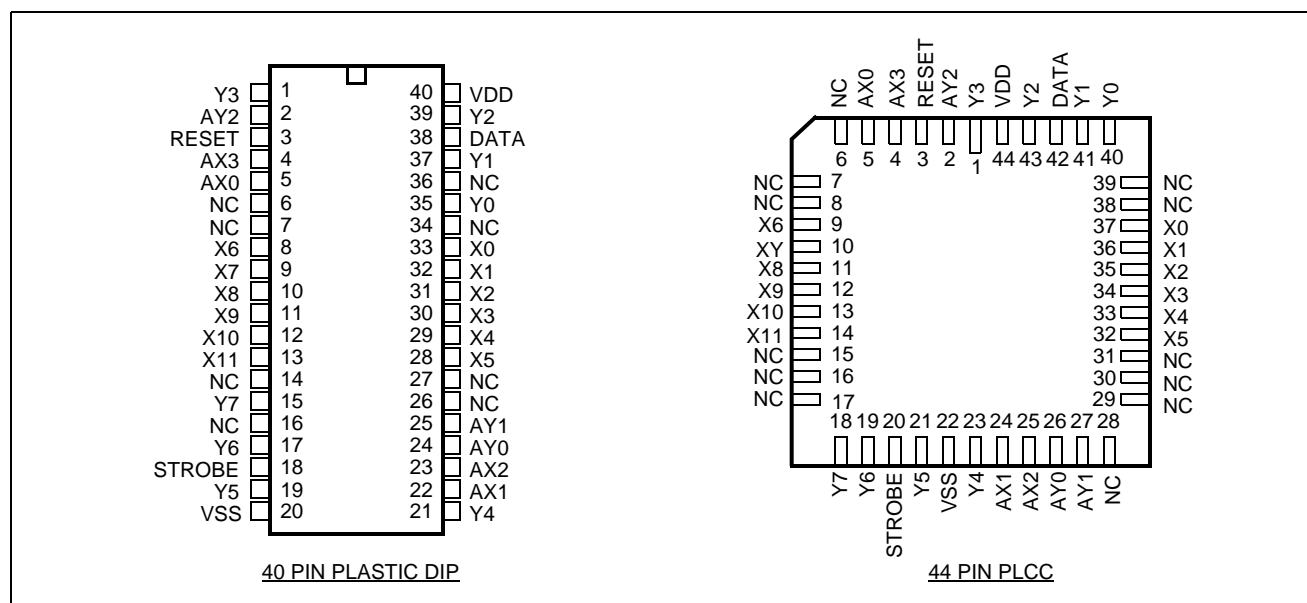 Y3 1 40 VDD
AY2 2 39 Y2
RESET 3 38 DATA
AX3 4 37 Y1
AX0 5 36 NC
NC 6 35 Y0
NC 7 34 NC
X6 8 33 X0
X7 9 32 X1
X8 10 31 X2
X9 11 30 X3
X10 12 29 X4
X11 13 28 X5
NC 14 27 NC
Y7 15 26 NC
NC 16 25 AY1
Y6 17 24 AY0
STROBE 18 23 AX2
Y5 19 22 AX1
VSS 20 21 Y4
40 PIN PLASTIC DIP
NC AX0 AX3 RESET AY2 Y3 VDD Y2 DATA Y1 Y0
6 5 4 3 2 1 44 43 42 41 40
NC 7 39 NC
NC 8 38 NC
X6 9 37 X0
XY 10 36 X1
X8 11 35 X2
X9 12 34 X3
X10 13 33 X4
X11 14 32 X5
NC 15 31 NC
NC 16 30 NC
NC 17 29 NC
18 19 20 21 22 23 24 25 26 27 28
Y7 Y6 STROBE Y5 VSS Y4 AX1 AX2 AY0 AY1 NC
44 PIN PLCC